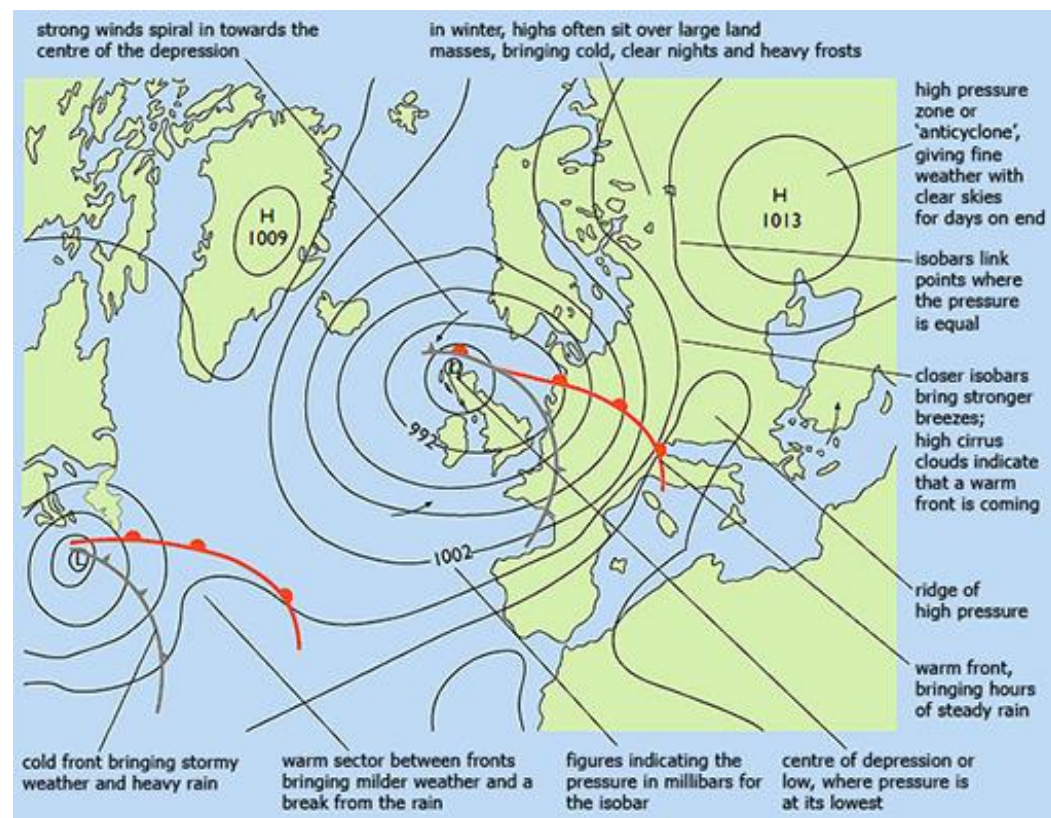 strong winds spiral in towards the
centre of the depression
in winter, highs often sit over large land
masses, bringing cold, clear nights and heavy frosts
high pressure
zone or
'anticyclone',
giving fine
weather with
clear skies
for days on end
H
1009
H
1013
isobars link
points where
the pressure
is equal
closer isobars
bring stronger
breezes;
high cirrus
clouds indicate
that a warm
front is coming
992
1002
L
ridge of
high pressure
warm front,
bringing hours
of steady rain
cold front bringing stormy
weather and heavy rain
warm sector between fronts
bringing milder weather and a
break from the rain
figures indicating the
pressure in millibars for
the isobar
centre of depression or
low, where pressure is
at its lowest